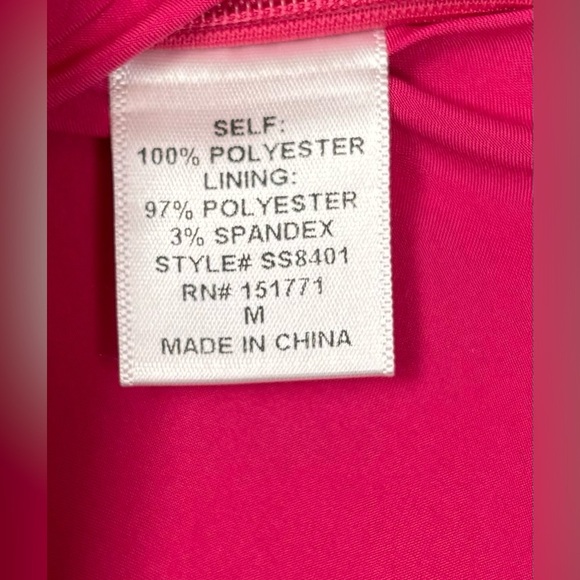 SELF:
100% POLYESTER
LINING:
97% POLYESTER
3% SPANDEX
STYLE# SS8401
RN# 151771
M
MADE IN CHINA